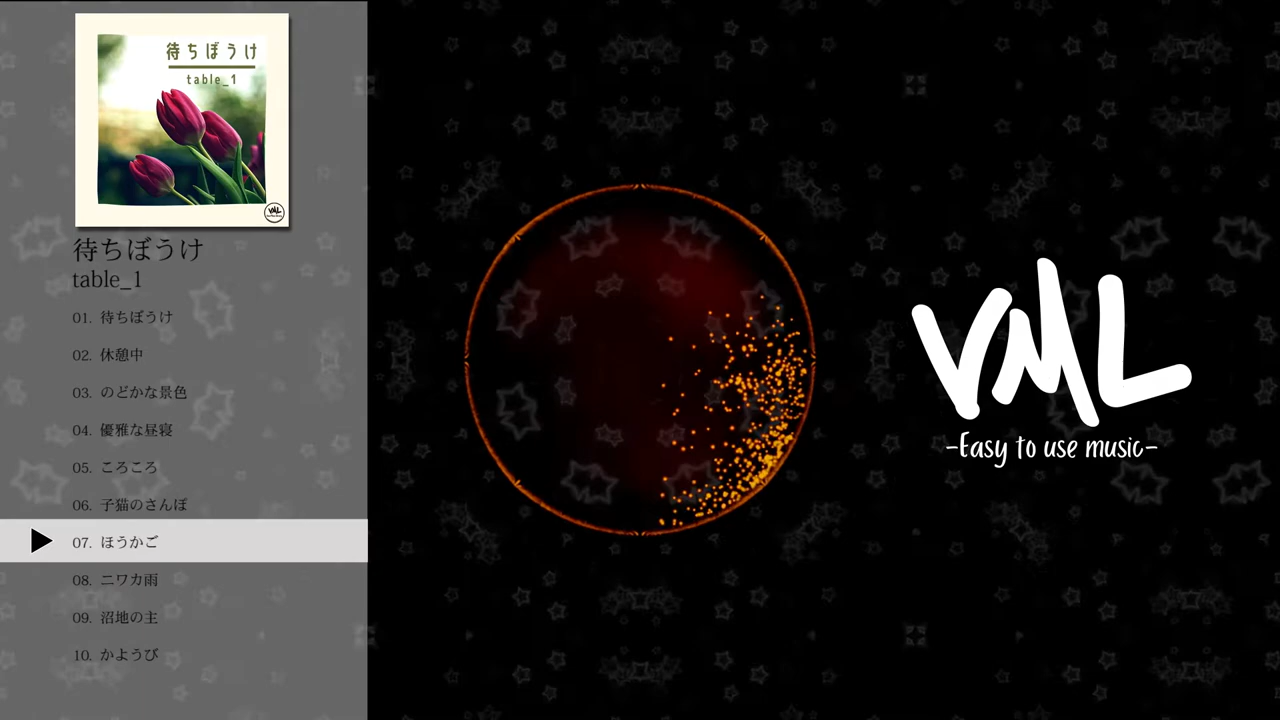 待ちぼうけ
table_1
VML
待ちぼうけ
table_1
01. 待ちぼうけ
02. 休憩中
03. のどかな景色
04. 優雅な昼寝
05. ころころ
06. 子猫のさんぽ
07. ほうかご
08. ニワカ雨
09. 沼地の主
10. かようび
VML
-Easy to use music-